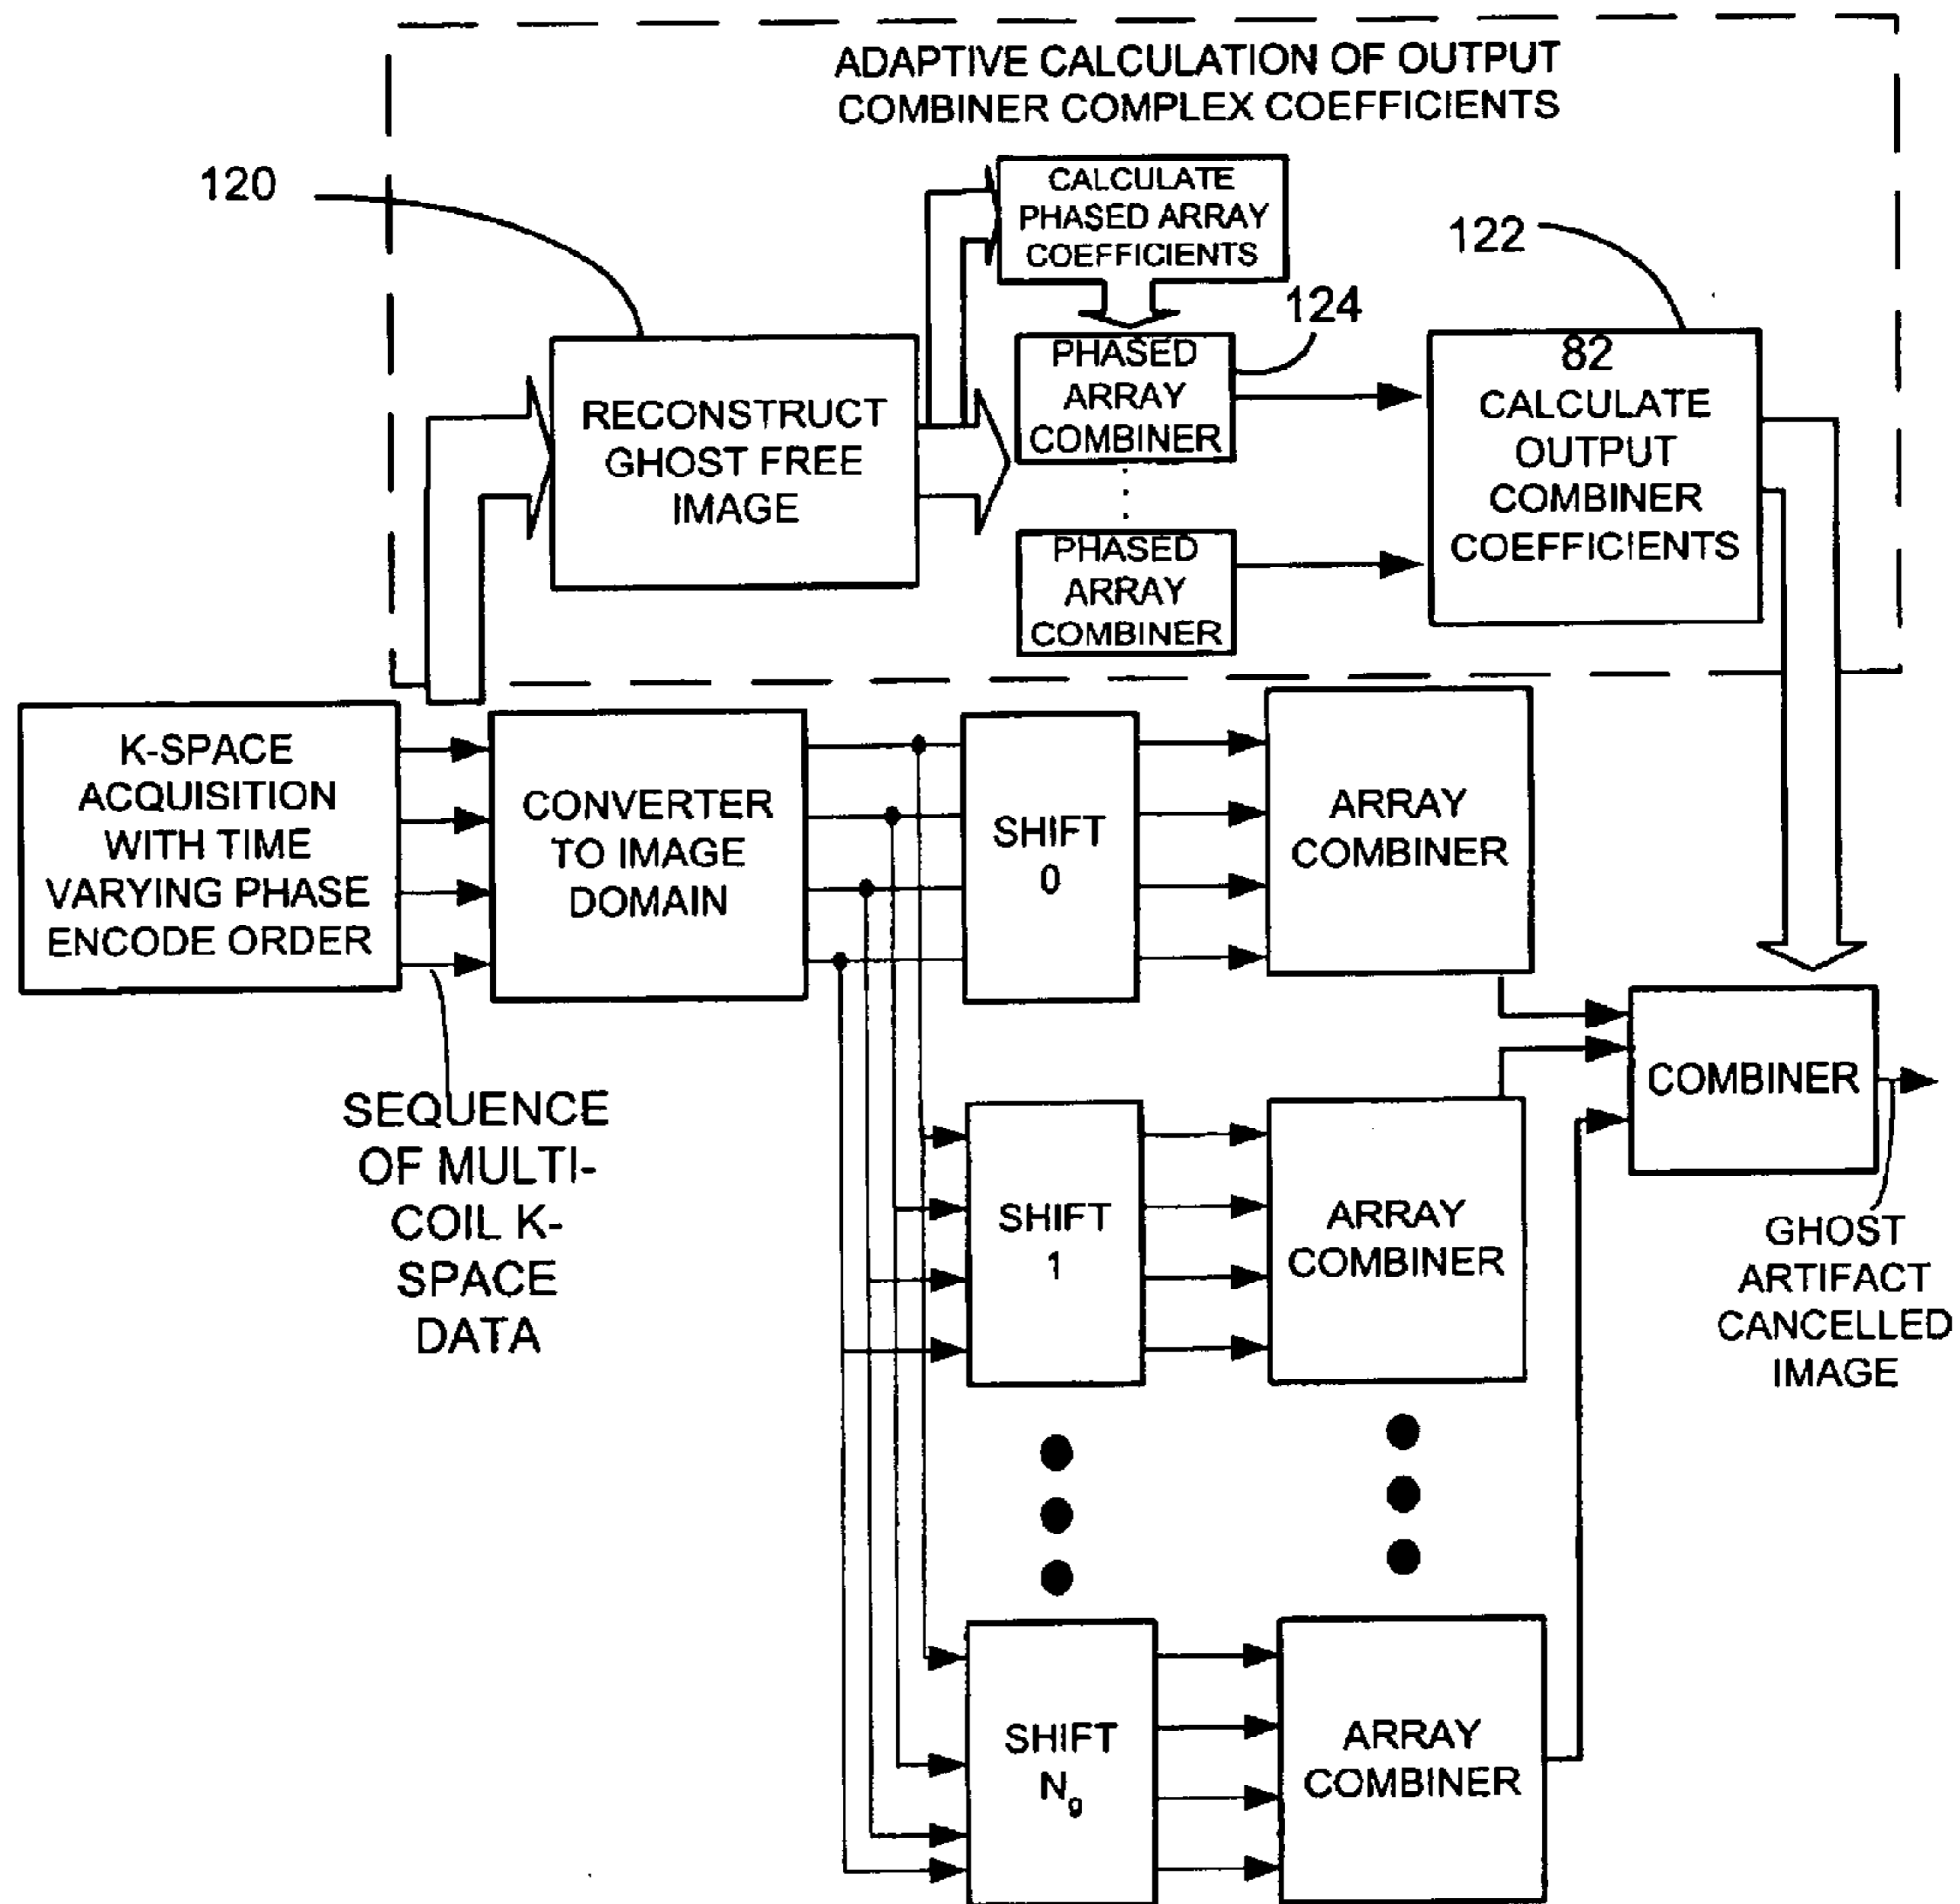 ADAPTIVE CALCULATION OF OUTPUT
COMBINER COMPLEX COEFFICIENTS
120
CALCULATE
PHASED ARRAY
COEFFICIENTS
122
124
RECONSTRUCT
GHOST FREE
IMAGE
PHASED
ARRAY
COMBINER
PHASED
ARRAY
COMBINER
82
CALCULATE
OUTPUT
COMBINER
COEFFICIENTS
K-SPACE
ACQUISITION
WITH TIME
VARYING PHASE
ENCODE ORDER
CONVERTER
TO IMAGE
DOMAIN
SHIFT
0
ARRAY
COMBINER
SEQUENCE
OF MULTI-
COIL K-
SPACE
DATA
SHIFT
1
ARRAY
COMBINER
COMBINER
GHOST
ARTIFACT
CANCELLED
IMAGE
SHIFT
Ng
ARRAY
COMBINER